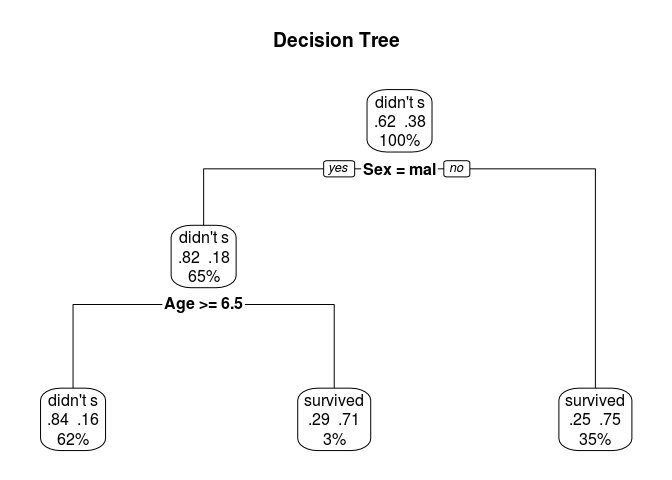 Decision Tree
didn't s
.62 .38
100%
yes Sex = mal no
didn't s
.82 .18
65%
Age >= 6.5
didn't s
.84 .16
62%
survived
.29 .71
3%
survived
.25 .75
35%